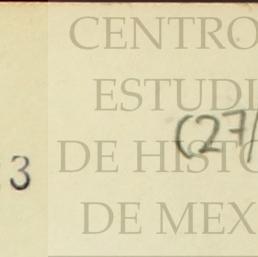 CENTRO
ESTUDI
(27/
DE HISTO
3
DE MEX